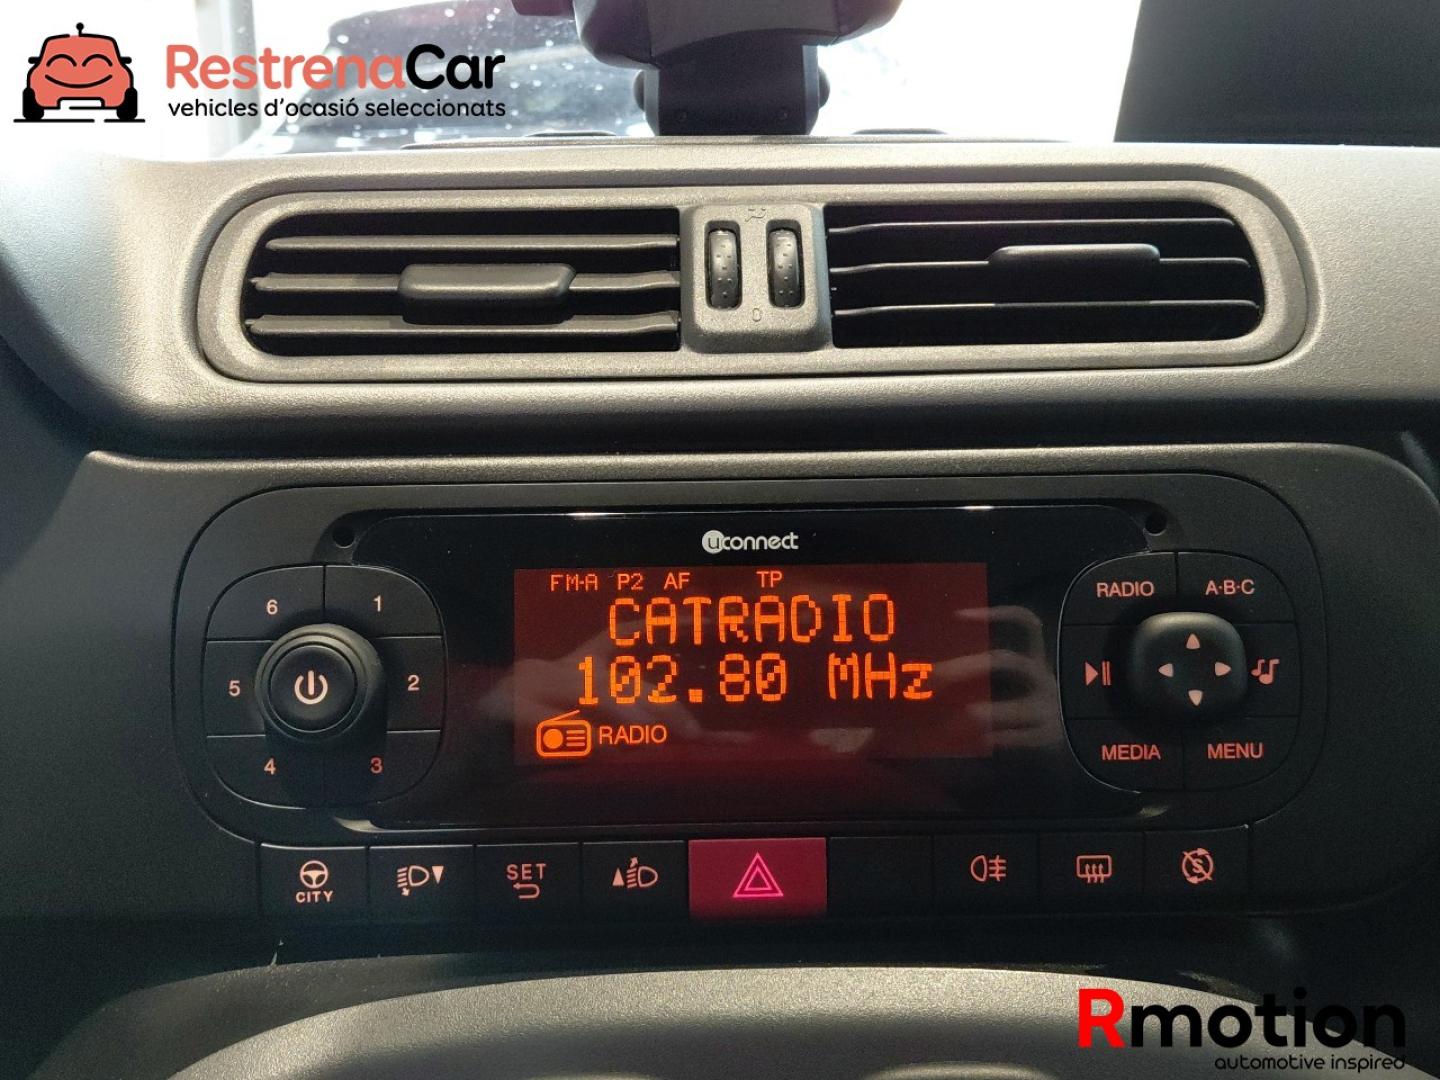 RestrenaCar
vehicles d'ocasió seleccionats
0
uconnect
FM-A P2 AF TP
CATRADIO
102.80 MHz
RADIO
6 1
5 2
4 3
RADIO A·B·C
MEDIA MENU
CITY
SET
Rmotion
automotive inspired